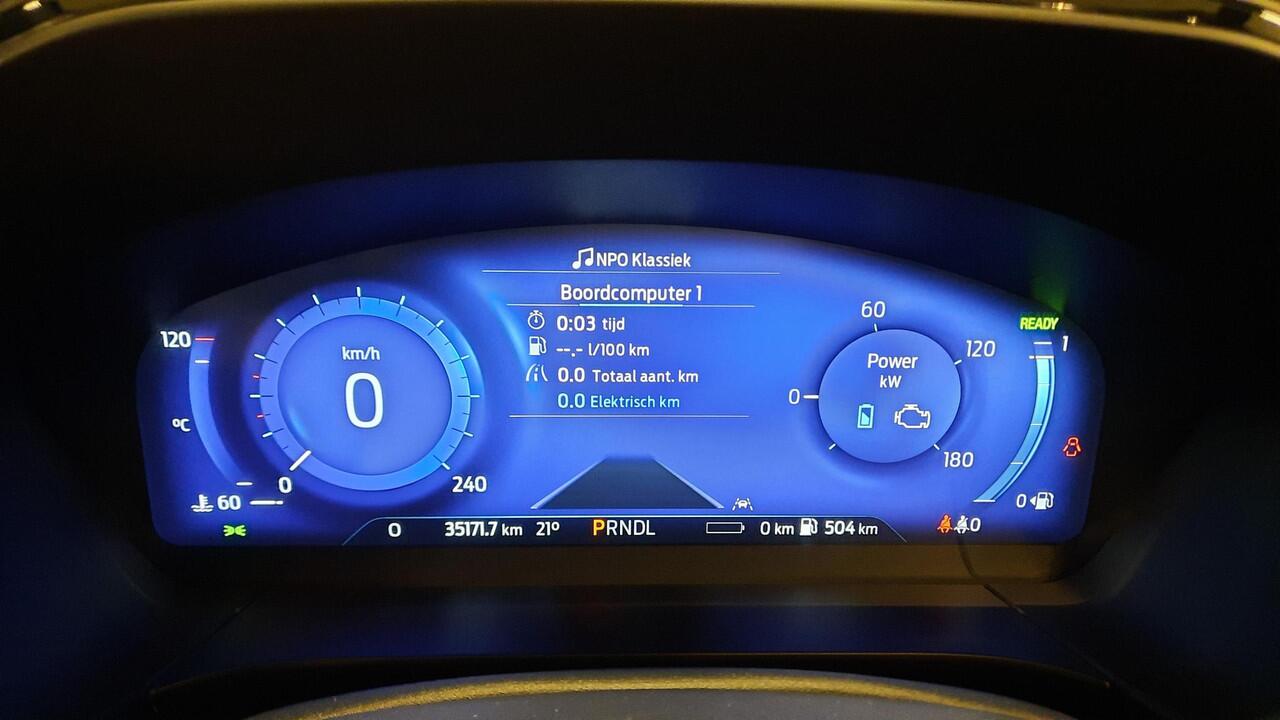 NPO Klassiek
Boordcomputer 1
0:03 tijd
--.- l/100 km
0.0 Totaal aant. km
0.0 Elektrisch km
120
°C
60
km/h
0
0
240
60
120
0
Power
kW
180
READY
1
0
0 35171.7 km 21° PRNDL 0 km 504 km
0